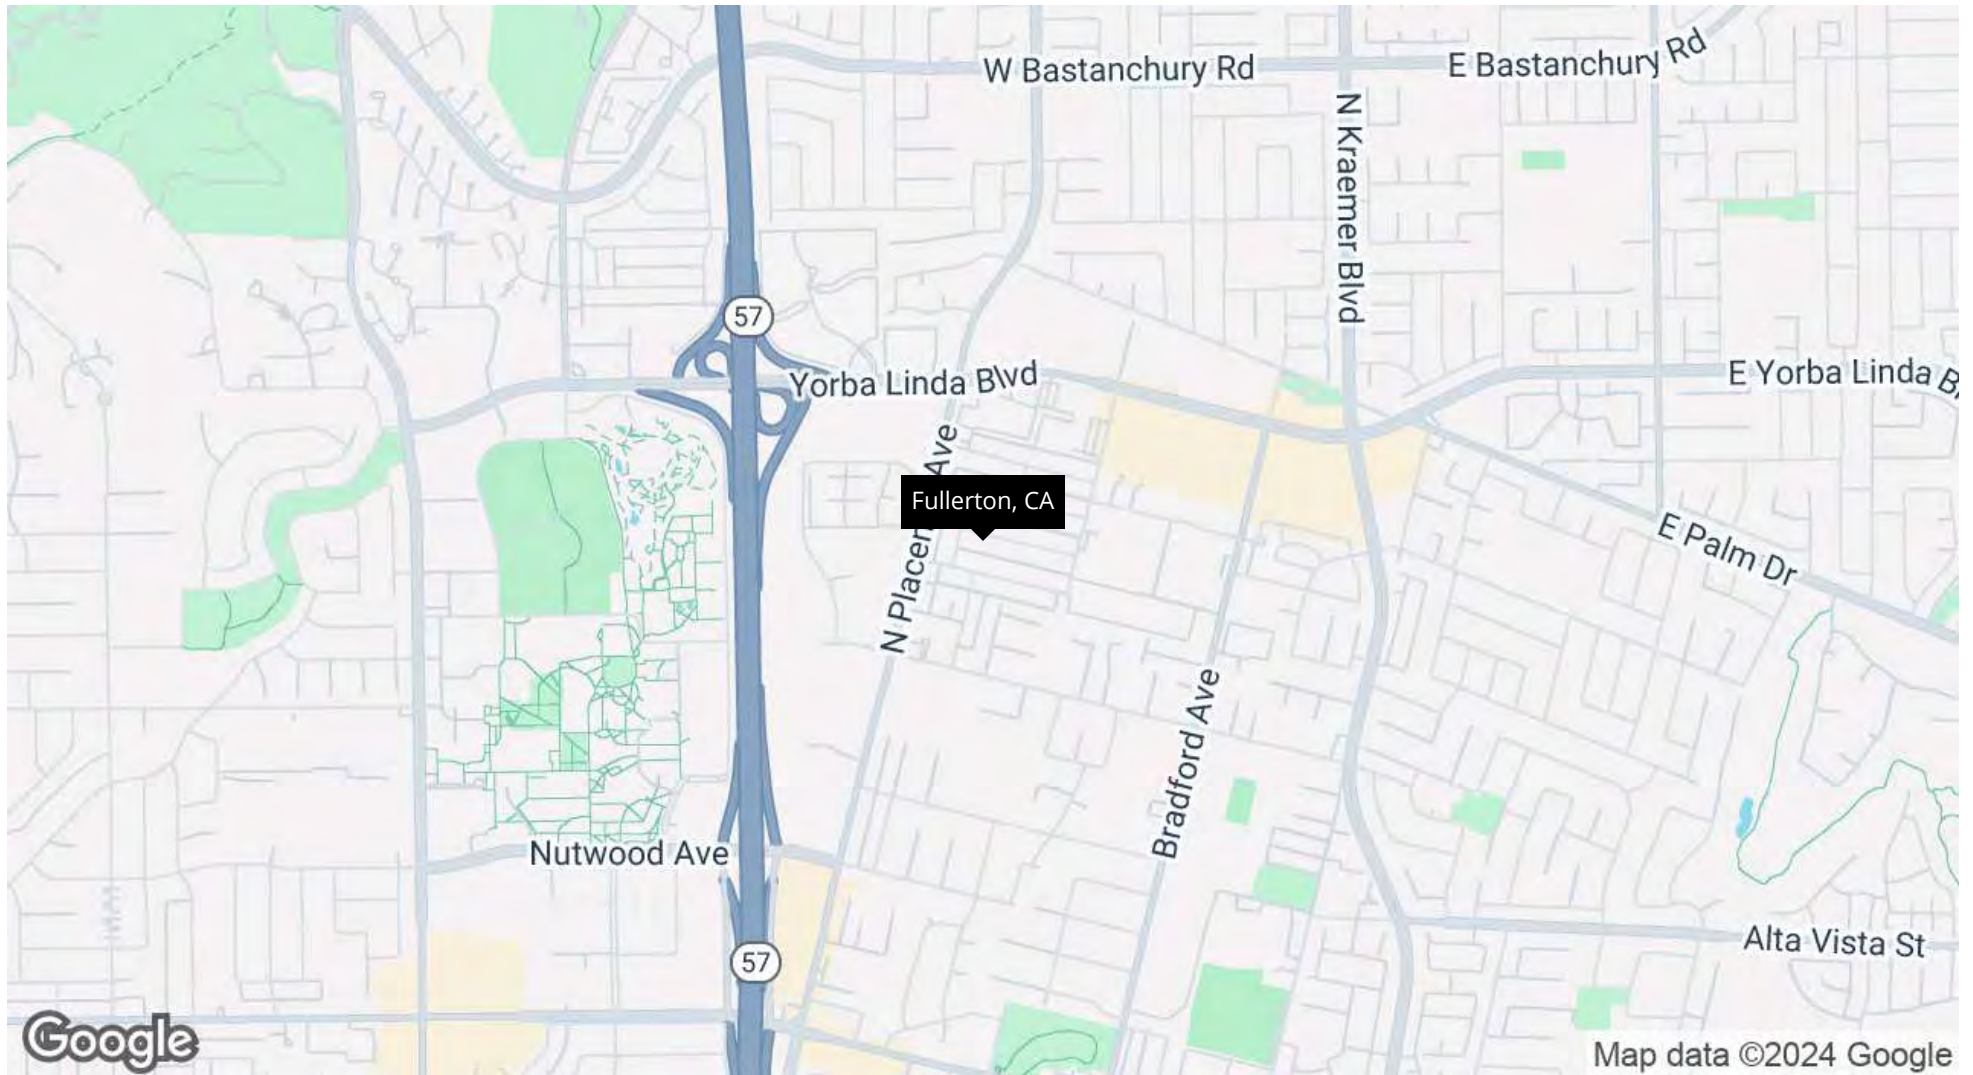 W Bastanchury Rd
E Bastanchury Rd
N Kraemer Blvd
57
Yorba Linda Blvd
E Yorba Linda
N Placen
Ave
Fullerton, CA
E Palm Dr
Bradford Ave
Nutwood Ave
57
Alta Vista St
Google
Map data ©2024 Google